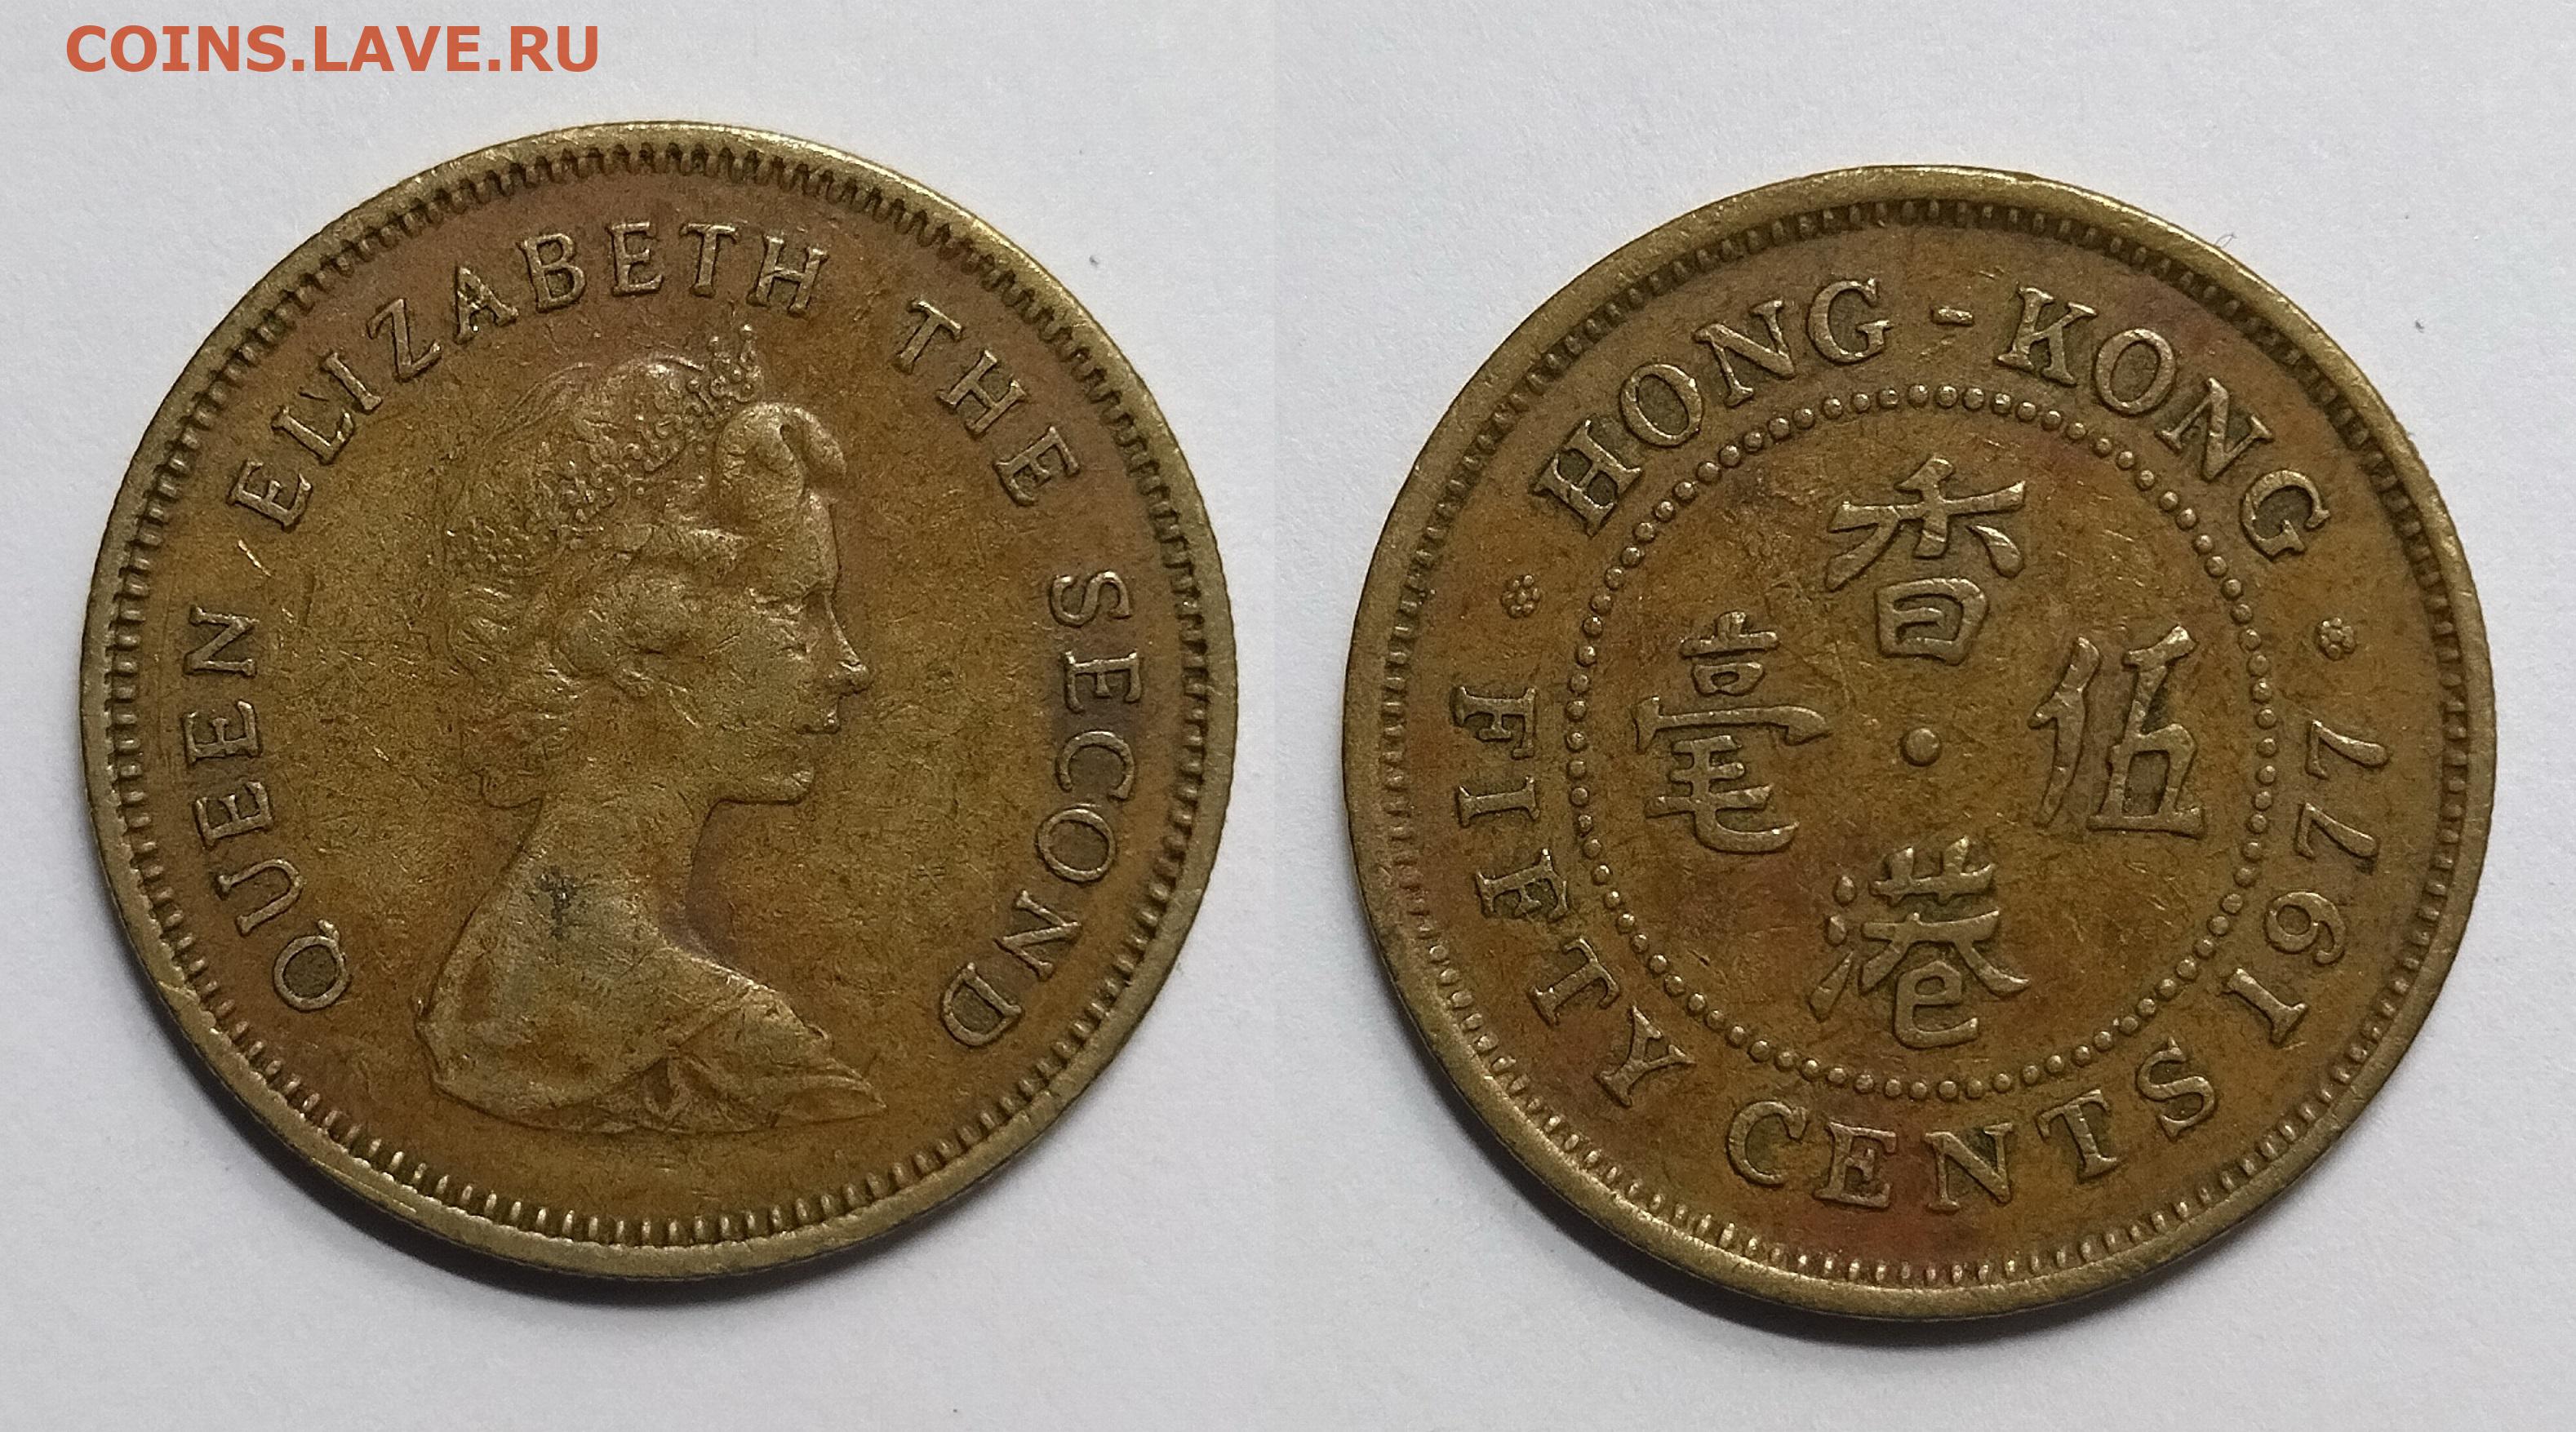 COINS.LAVE.RU
QUEEN ELIZABETH THE SECOND
HONG - KONG
香港
伍毫
FIFTY CENTS 1977